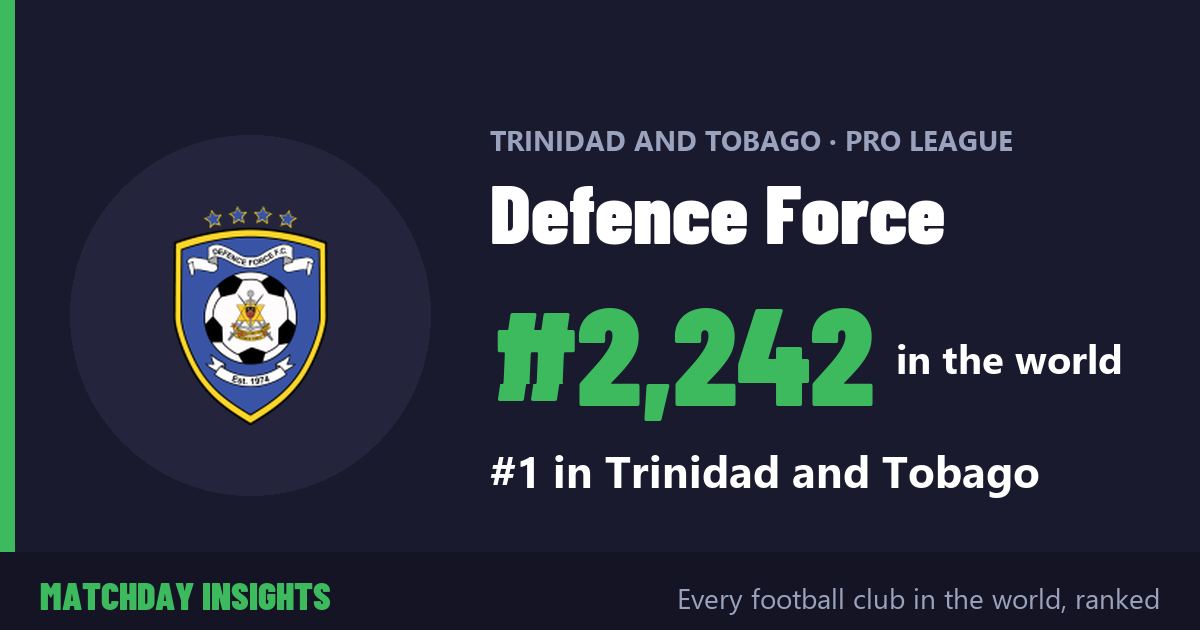 TRINIDAD AND TOBAGO · PRO LEAGUE
Defence Force
DEFENCE FORCE F.C.
Est. 1974
#2,242 in the world
#1 in Trinidad and Tobago
MATCHDAY INSIGHTS
Every football club in the world, ranked